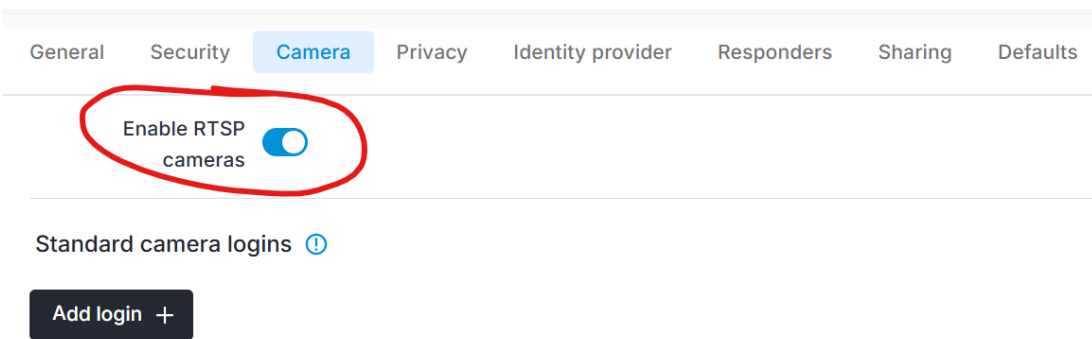 General Security Camera Privacy Identity provider Responders Sharing Defaults
Enable RTSP
cameras
Standard camera logins
Add login +